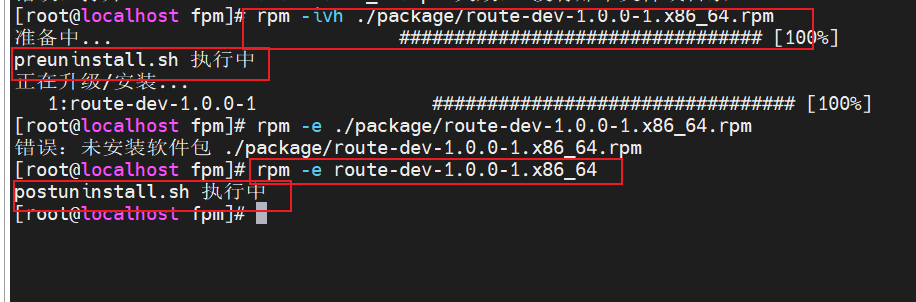 [root@localhost fpm]# rpm -ivh ./package/route-dev-1.0.0-1.x86_64.rpm
准备中... ################################# [100%]
preuninstall.sh 执行中
正在升级/安装...
1:route-dev-1.0.0-1 ################################# [100%]
[root@localhost fpm]# rpm -e ./package/route-dev-1.0.0-1.x86_64.rpm
错误：未安装软件包 ./package/route-dev-1.0.0-1.x86_64.rpm
[root@localhost fpm]# rpm -e route-dev-1.0.0-1.x86_64
postuninstall.sh 执行中
[root@localhost fpm]#